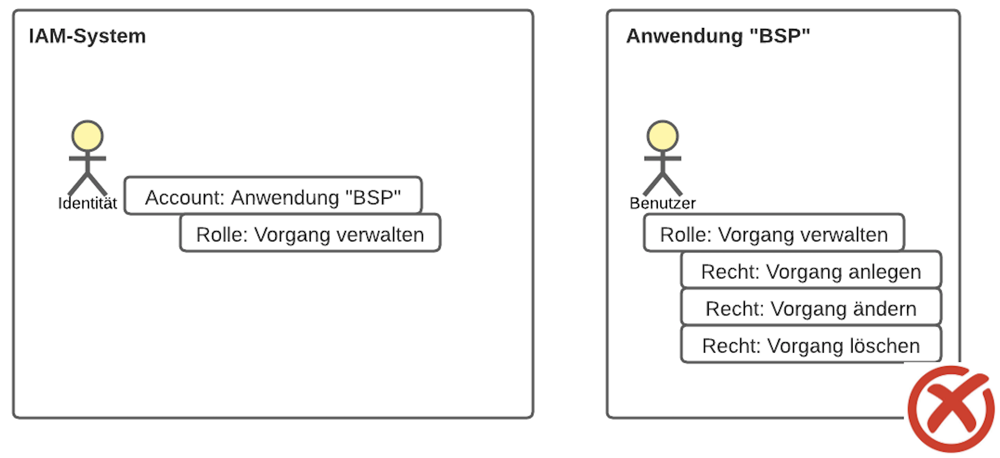 IAM-System
Identität
Account: Anwendung "BSP"
Rolle: Vorgang verwalten
Anwendung "BSP"
Benutzer
Rolle: Vorgang verwalten
Recht: Vorgang anlegen
Recht: Vorgang ändern
Recht: Vorgang löschen